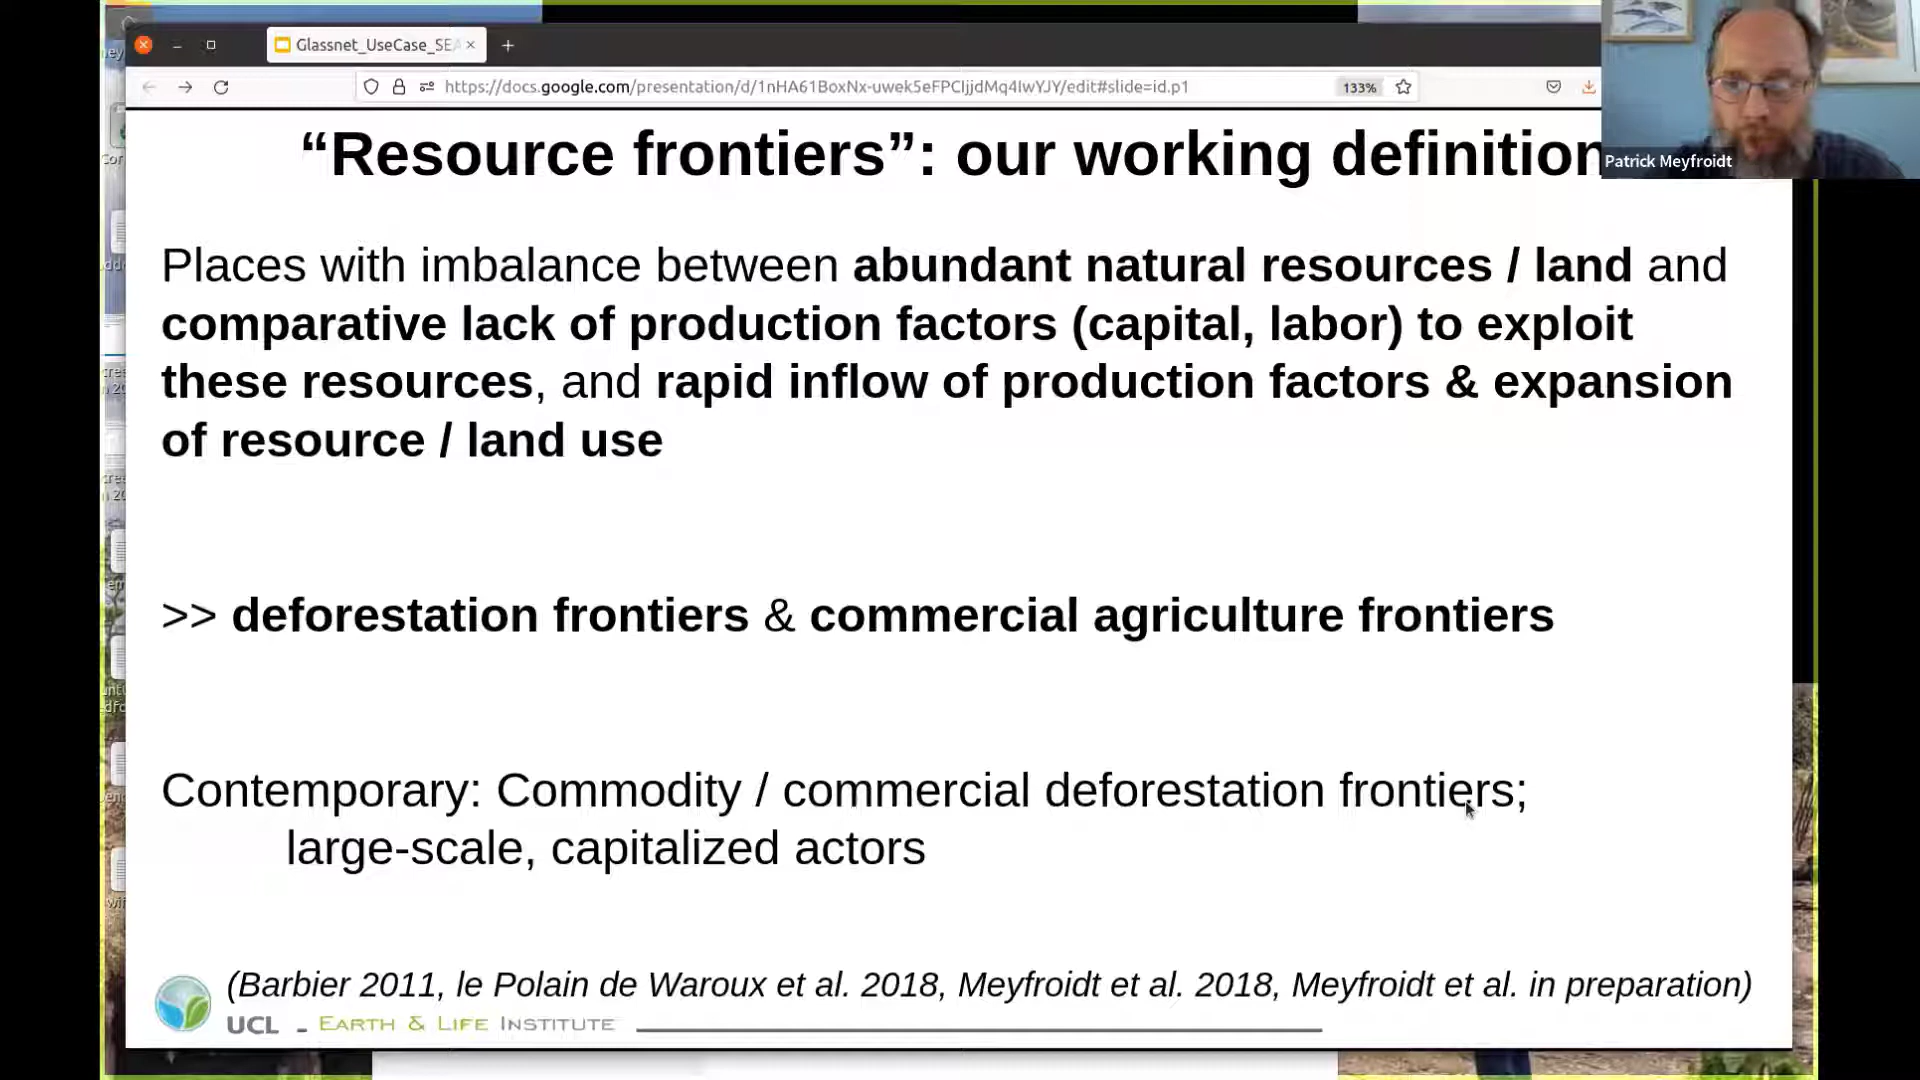 Glassnet_UseCase_SEA
https://docs.google.com/presentation/d/1nHA61BoxNx-uwek5eFPCIjjdMq4IwYJY/edit#slide=id.p1
133%
Patrick Meyfroidt
“Resource frontiers”: our working definition
Places with imbalance between abundant natural resources / land and
comparative lack of production factors (capital, labor) to exploit
these resources, and rapid inflow of production factors & expansion
of resource / land use
>> deforestation frontiers & commercial agriculture frontiers
Contemporary: Commodity / commercial deforestation frontiers;
large-scale, capitalized actors
(Barbier 2011, le Polain de Waroux et al. 2018, Meyfroidt et al. 2018, Meyfroidt et al. in preparation)
UCL - EARTH & LIFE INSTITUTE